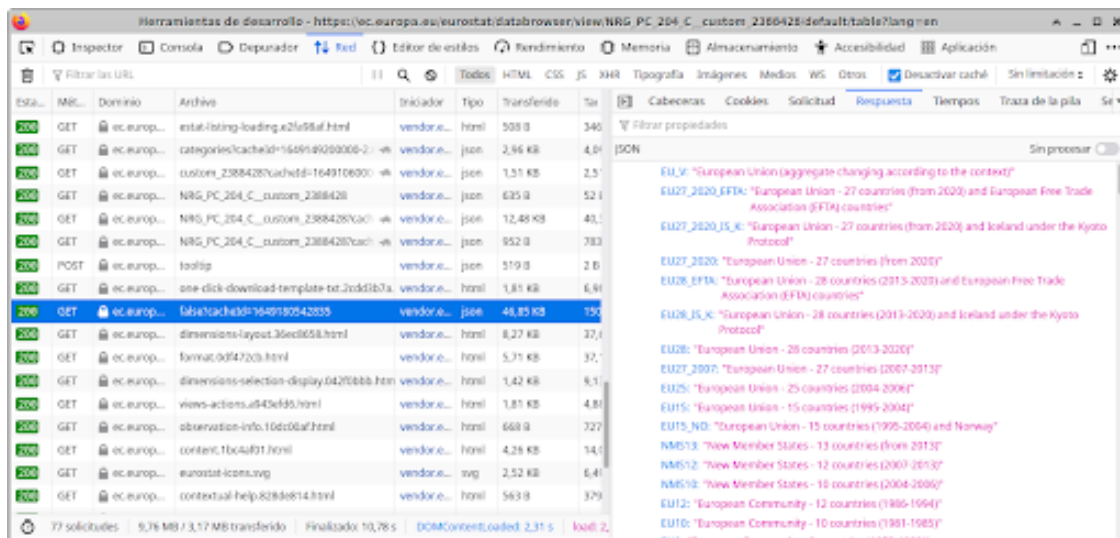 Herramientas de desarrollo - https://ec.europa.eu/eurostat/databrowser/view/NRG_PC_204_C__custom_2388428/default/table?lang=en
Inspector Consola Depurador Red Editor de estilos Rendimiento Memoria Almacenamiento Accesibilidad Aplicación
Filtrar las URL Todos HTML CSS JS XHR Tipografía Imágenes Medios WS Otros Desactivar caché Sin limitación
Esta... Mét... Dominio Archivo Iniciador Tipo Transferido
Cabeceras Cookies Solicitud Respuesta Tiempos Traza de la pila
Filtrar propiedades
JSON Sin procesar
200 GET ec.europ... estat-listing-loading.e2fa98af.html vendor.e... html 508 B 346
200 GET ec.europ... vendor.e... json 2,96 KB
200 GET ec.europ... vendor.e... json 1,51 KB
200 GET ec.europ... NRG_PC_204_C__custom_2388428 vendor.e... json 635 B 52
200 GET ec.europ... NRG_PC_204_C__custom_2388428?cach vendor.e... json 12,48 KB
200 GET ec.europ... NRG_PC_204_C__custom_2388428?cach vendor.e... json 952 B 783
200 POST ec.europ... tooltip vendor.e... json 519 B 2 B
200 GET ec.europ... vendor.e... html 1,81 KB
200 GET ec.europ... false?cacheId=1649180542835 vendor.e... json 46,85 KB 150
200 GET ec.europ... dimensions-layout.36ec8658.html vendor.e... html 8,27 KB
200 GET ec.europ... format.0df472cb.html vendor.e... html 5,71 KB
200 GET ec.europ... dimensions-selection-display.042f0bbb.htm vendor.e... html 1,42 KB
200 GET ec.europ... views-actions.a943efd6.html vendor.e... html 1,81 KB
200 GET ec.europ... observation-info.10dc00af.html vendor.e... html 668 B 727
200 GET ec.europ... content.1bc4af01.html vendor.e... html 4,26 KB
200 GET ec.europ... eurostat-icons.svg vendor.e... svg 2,52 KB
200 GET ec.europ... contextual-help.828de814.html vendor.e... html 563 B 379
77 solicitudes 9,76 MB / 3,17 MB transferido Finalizado: 10,78 s DOMContentLoaded: 2,31 s load: 2,
EU_V: "European Union (aggregate changing according to the context)"
EU27_2020_EFTA: "European Union - 27 countries (from 2020) and European Free Trade
Association (EFTA) countries"
EU27_2020_IS_K: "European Union - 27 countries (from 2020) and Iceland under the Kyoto
Protocol"
EU27_2020: "European Union - 27 countries (from 2020)"
EU28_EFTA: "European Union - 28 countries (2013-2020) and European Free Trade
Association (EFTA) countries"
EU28_IS_K: "European Union - 28 countries (2013-2020) and Iceland under the Kyoto
Protocol"
EU28: "European Union - 28 countries (2013-2020)"
EU27_2007: "European Union - 27 countries (2007-2013)"
EU25: "European Union - 25 countries (2004-2006)"
EU15: "European Union - 15 countries (1995-2004)"
EU15_NO: "European Union - 15 countries (1995-2004) and Norway"
NMS13: "New Member States - 13 countries (from 2013)"
NMS12: "New Member States - 12 countries (2007-2013)"
NMS10: "New Member States - 10 countries (2004-2006)"
EU12: "European Community - 12 countries (1986-1994)"
EU10: "European Community - 10 countries (1981-1985)"